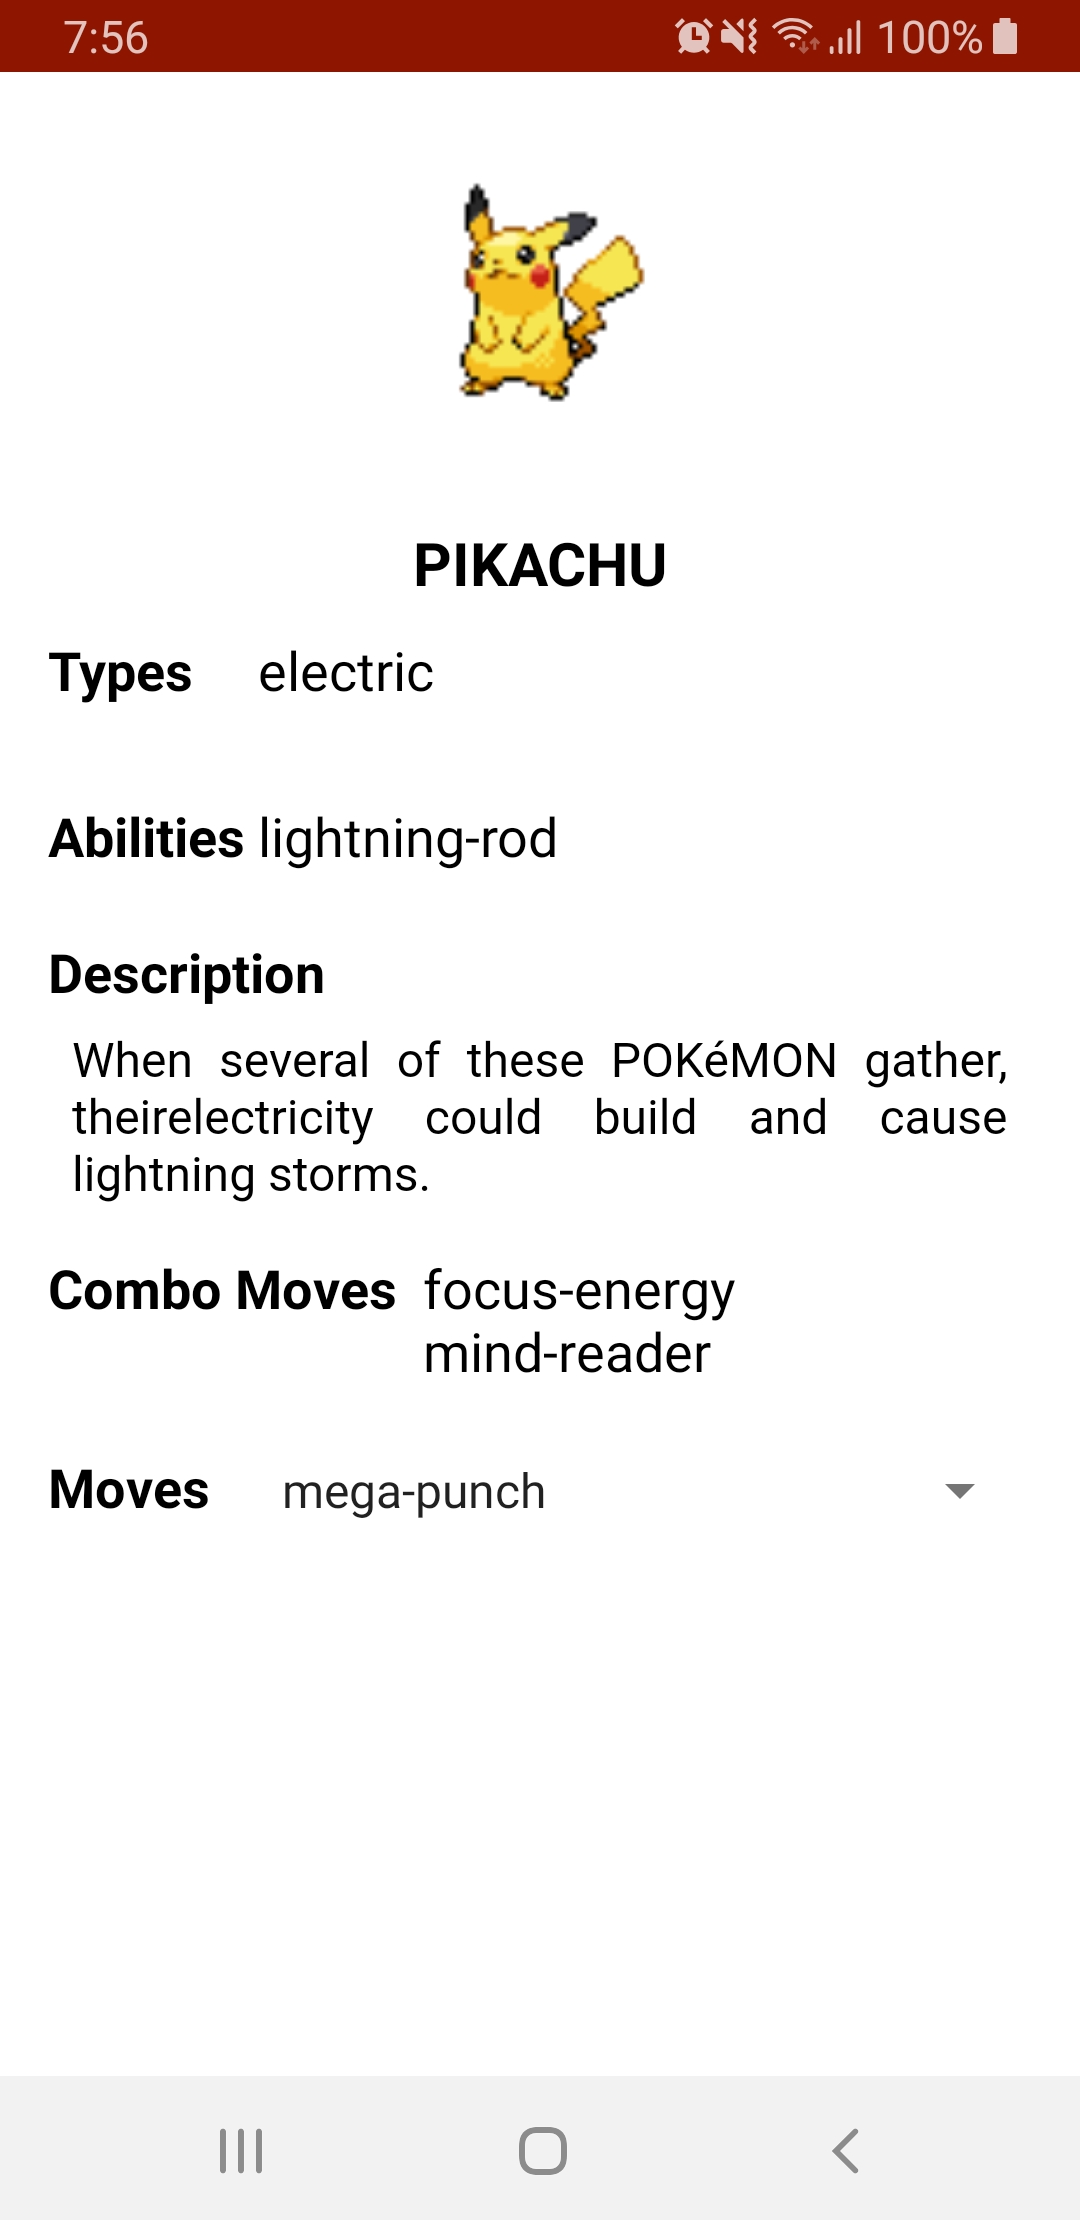 7:56 100%
PIKACHU
Types electric
Abilities lightning-rod
Description
When several of these POKéMON gather,
theirelectricity could build and cause
lightning storms.
Combo Moves focus-energy
mind-reader
Moves mega-punch